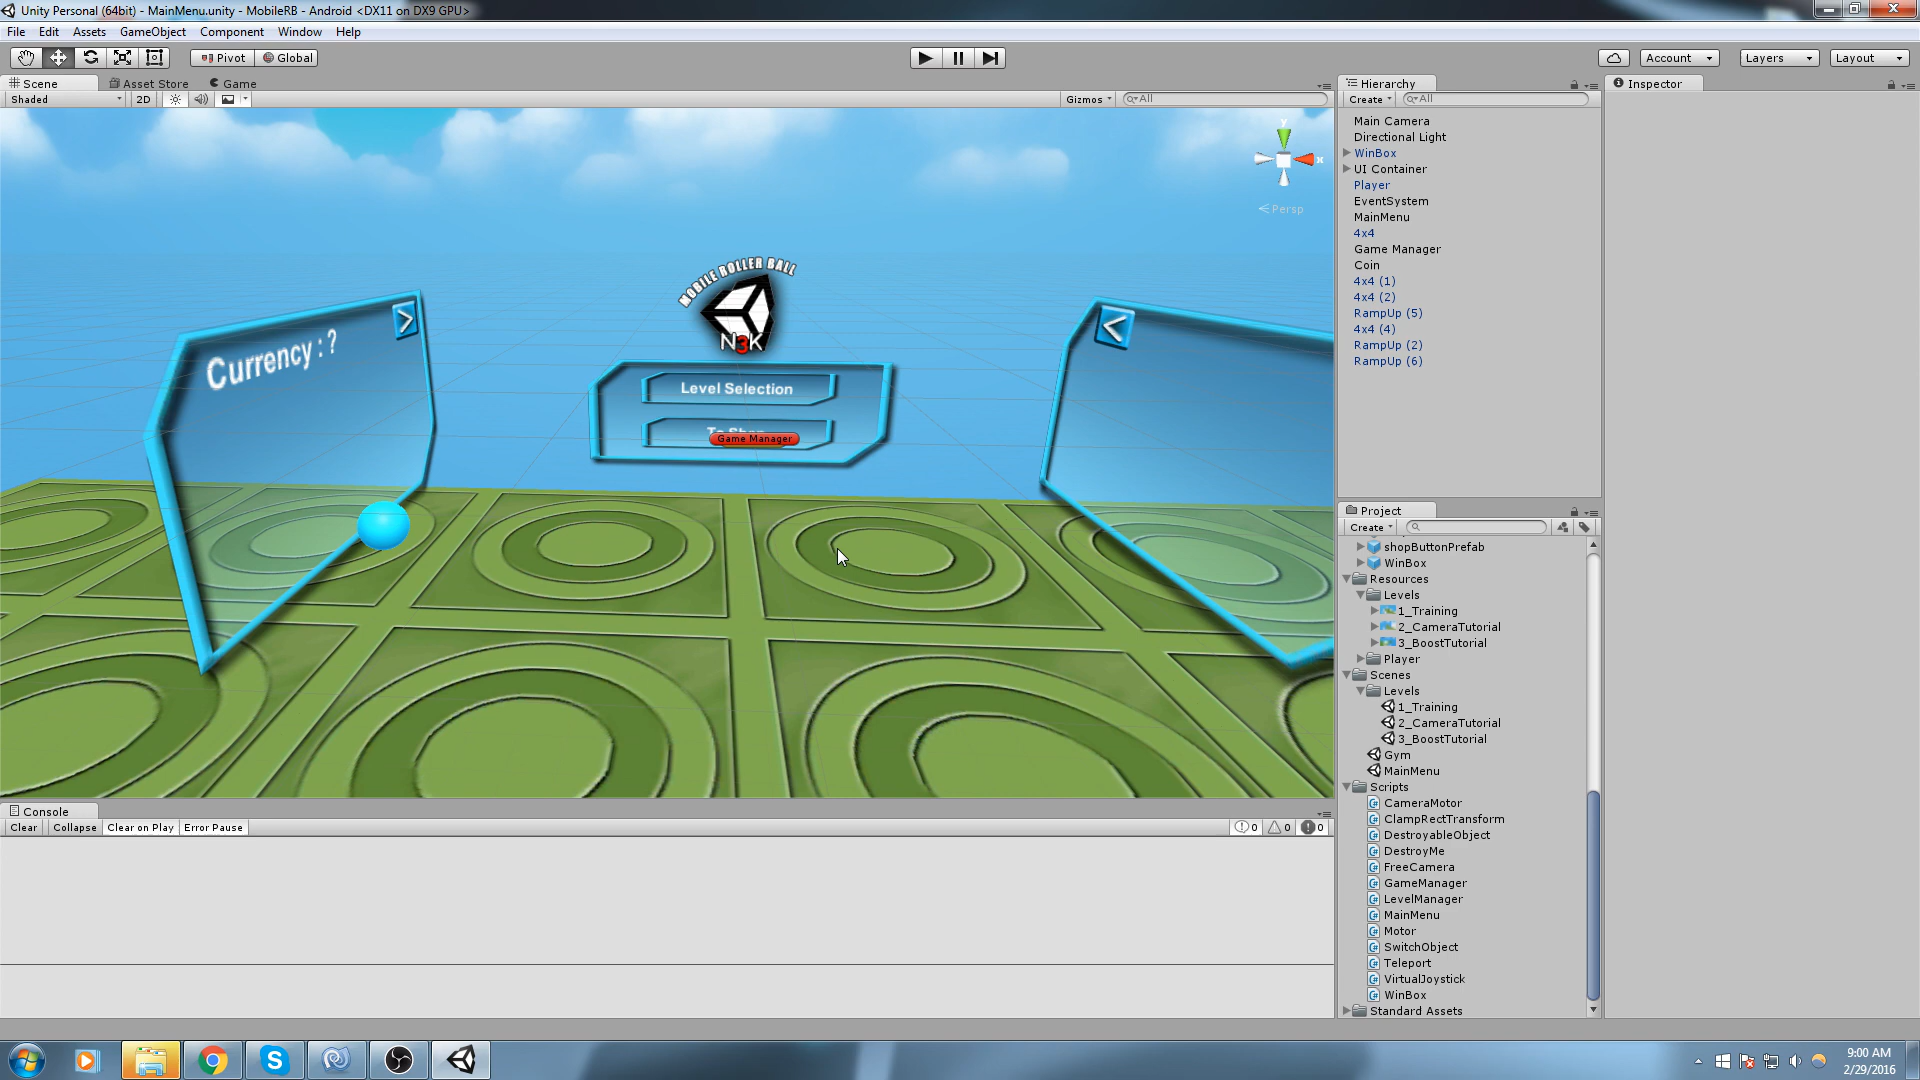 Unity Personal (64bit) - MainMenu.unity - MobileRB - Android <DX11 on DX9 GPU>
File Edit Assets GameObject Component Window Help
Pivot Global Account Layers Layout
Scene Asset Store Game
Shaded 2D Gizmos All
MOBILE ROLLER BALL
N3K
Currency : ?
Level Selection
Game Manager
y
x
Persp
Console
Clear Collapse Clear on Play Error Pause 0 0 0
Hierarchy
Create All
Main Camera
Directional Light
WinBox
UI Container
Player
EventSystem
MainMenu
4x4
Game Manager
Coin
4x4 (1)
4x4 (2)
RampUp (5)
4x4 (4)
RampUp (2)
RampUp (6)
Project
Create
shopButtonPrefab
WinBox
Resources
Levels
1_Training
2_CameraTutorial
3_BoostTutorial
Player
Scenes
Levels
1_Training
2_CameraTutorial
3_BoostTutorial
Gym
MainMenu
Scripts
CameraMotor
ClampRectTransform
DestroyableObject
DestroyMe
FreeCamera
GameManager
LevelManager
MainMenu
Motor
SwitchObject
Teleport
VirtualJoystick
WinBox
Standard Assets
Inspector
9:00 AM
2/29/2016